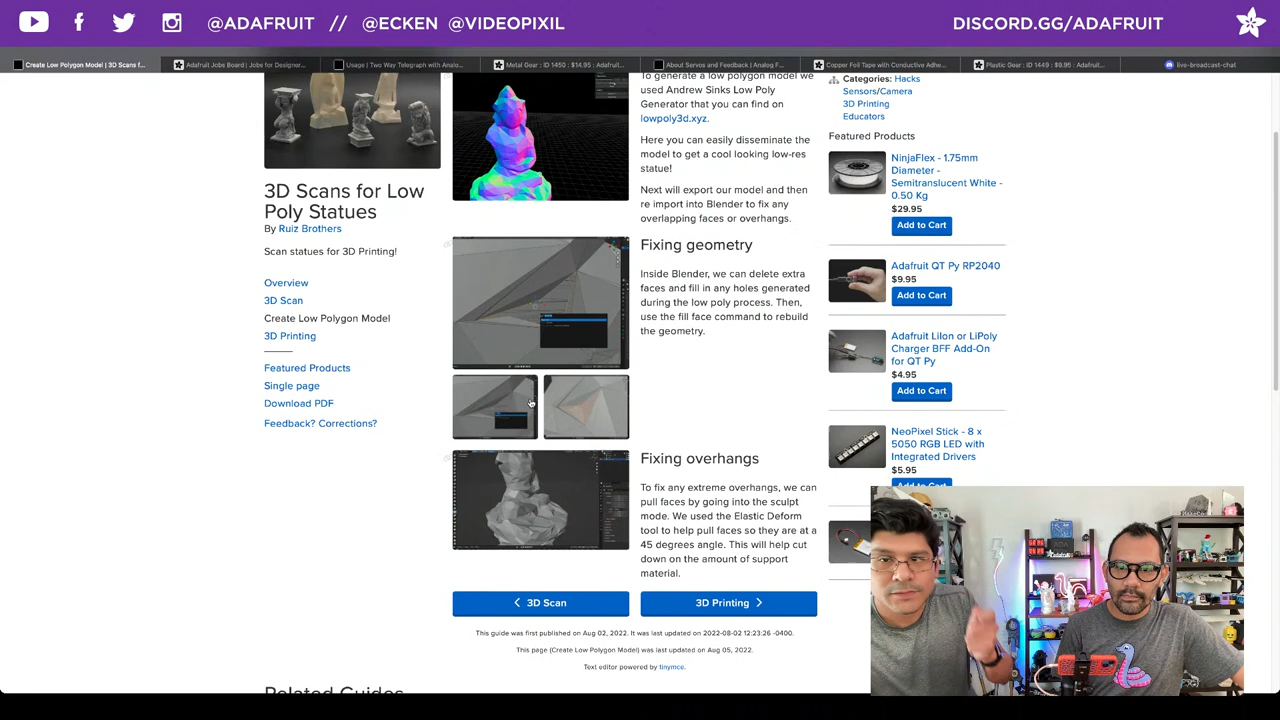 @ADAFRUIT // @ECKEN @VIDEOPIXIL
DISCORD.GG/ADAFRUIT
Create Low Polygon Model | 3D Scans f...
Adafruit Jobs Board | Jobs for Designer...
Usage | Two Way Telegraph with Analo...
Metal Gear : ID 1450 : $14.95 : Adafruit...
About Servos and Feedback | Analog F...
Copper Foil Tape with Conductive Adhe...
Plastic Gear : ID 1449 : $9.95 : Adafruit...
live-broadcast-chat
3D Scans for Low
Poly Statues
By Ruiz Brothers
Scan statues for 3D Printing!
Overview
3D Scan
Create Low Polygon Model
3D Printing
Featured Products
Single page
Download PDF
Feedback? Corrections?
To generate a low polygon model we
used Andrew Sinks Low Poly
Generator that you can find on
lowpoly3d.xyz.
Here you can easily disseminate the
model to get a cool looking low-res
statue!
Next will export our model and then
re import into Blender to fix any
overlapping faces or overhangs.
Fixing geometry
Inside Blender, we can delete extra
faces and fill in any holes generated
during the low poly process. Then,
use the fill face command to rebuild
the geometry.
Fixing overhangs
To fix any extreme overhangs, we can
pull faces by going into the sculpt
mode. We used the Elastic Deform
tool to help pull faces so they are at a
45 degrees angle. This will help cut
down on the amount of support
material.
3D Scan
3D Printing
This guide was first published on Aug 02, 2022. It was last updated on 2022-08-02 12:23:26 -0400.
This page (Create Low Polygon Model) was last updated on Aug 05, 2022.
Text editor powered by tinymce.
Related Guides
Categories: Hacks
Sensors/Camera
3D Printing
Educators
Featured Products
NinjaFlex - 1.75mm
Diameter -
Semitranslucent White -
0.50 Kg
$29.95
Add to Cart
Adafruit QT Py RP2040
$9.95
Add to Cart
Adafruit LiIon or LiPoly
Charger BFF Add-On
for QT Py
$4.95
Add to Cart
NeoPixel Stick - 8 x
5050 RGB LED with
Integrated Drivers
$5.95
Add to Cart